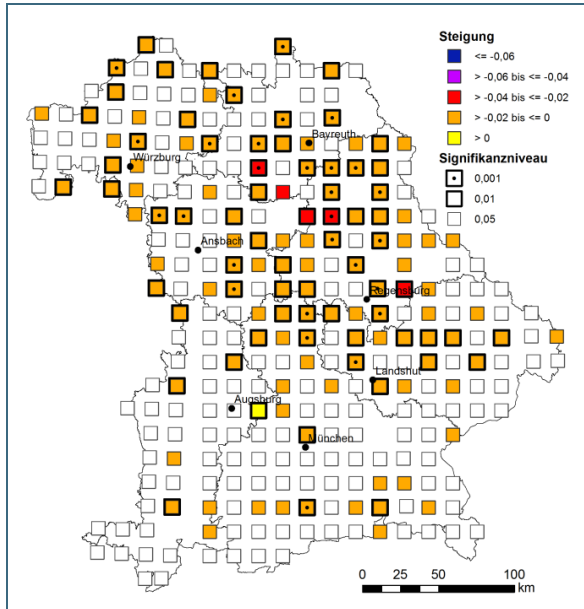 Steigung
<= -0,06
> -0,06 bis <= -0,04
> -0,04 bis <= -0,02
> -0,02 bis <= 0
> 0
Signifikanzniveau
0,001
0,01
0,05
Bayreuth
Würzburg
Ansbach
Regensburg
Landshut
Augsburg
München
0 25 50 100
km